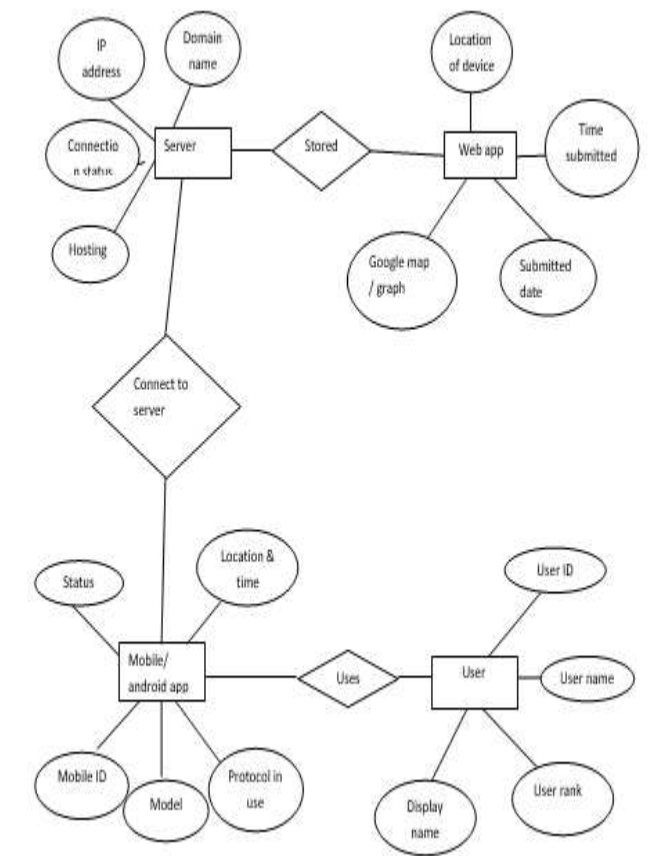 IP
address
Domain
name
Location
of device
Connectio
n status
Server
Stored
Web app
Time
submitted
Hosting
Google map
/ graph
Submitted
date
Connect to
server
Status
Location &
time
User ID
Mobile/
android app
Uses
User
User name
Mobile ID
Model
Protocol in
use
Display
name
User rank